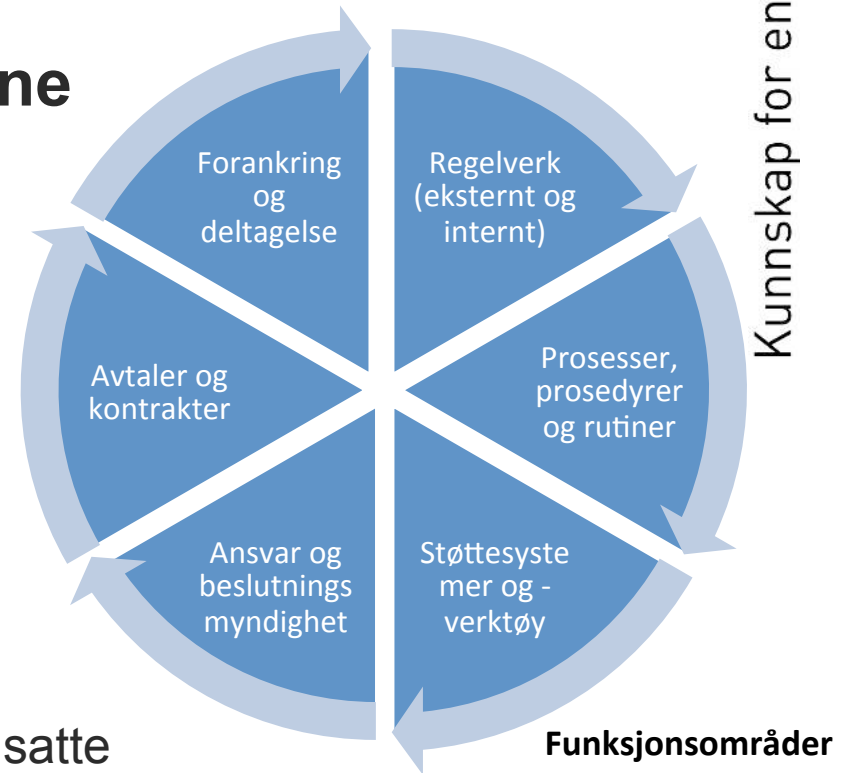 ne
Kunnskap for en
Forankring
og
deltagelse
Regelverk
(eksternt og
internt)
Prosesser,
prosedyrer
og rutiner
Støttesyste
mer og -
verktøy
Ansvar og
beslutnings
myndighet
Avtaler og
kontrakter
satte
Funksjonsområder